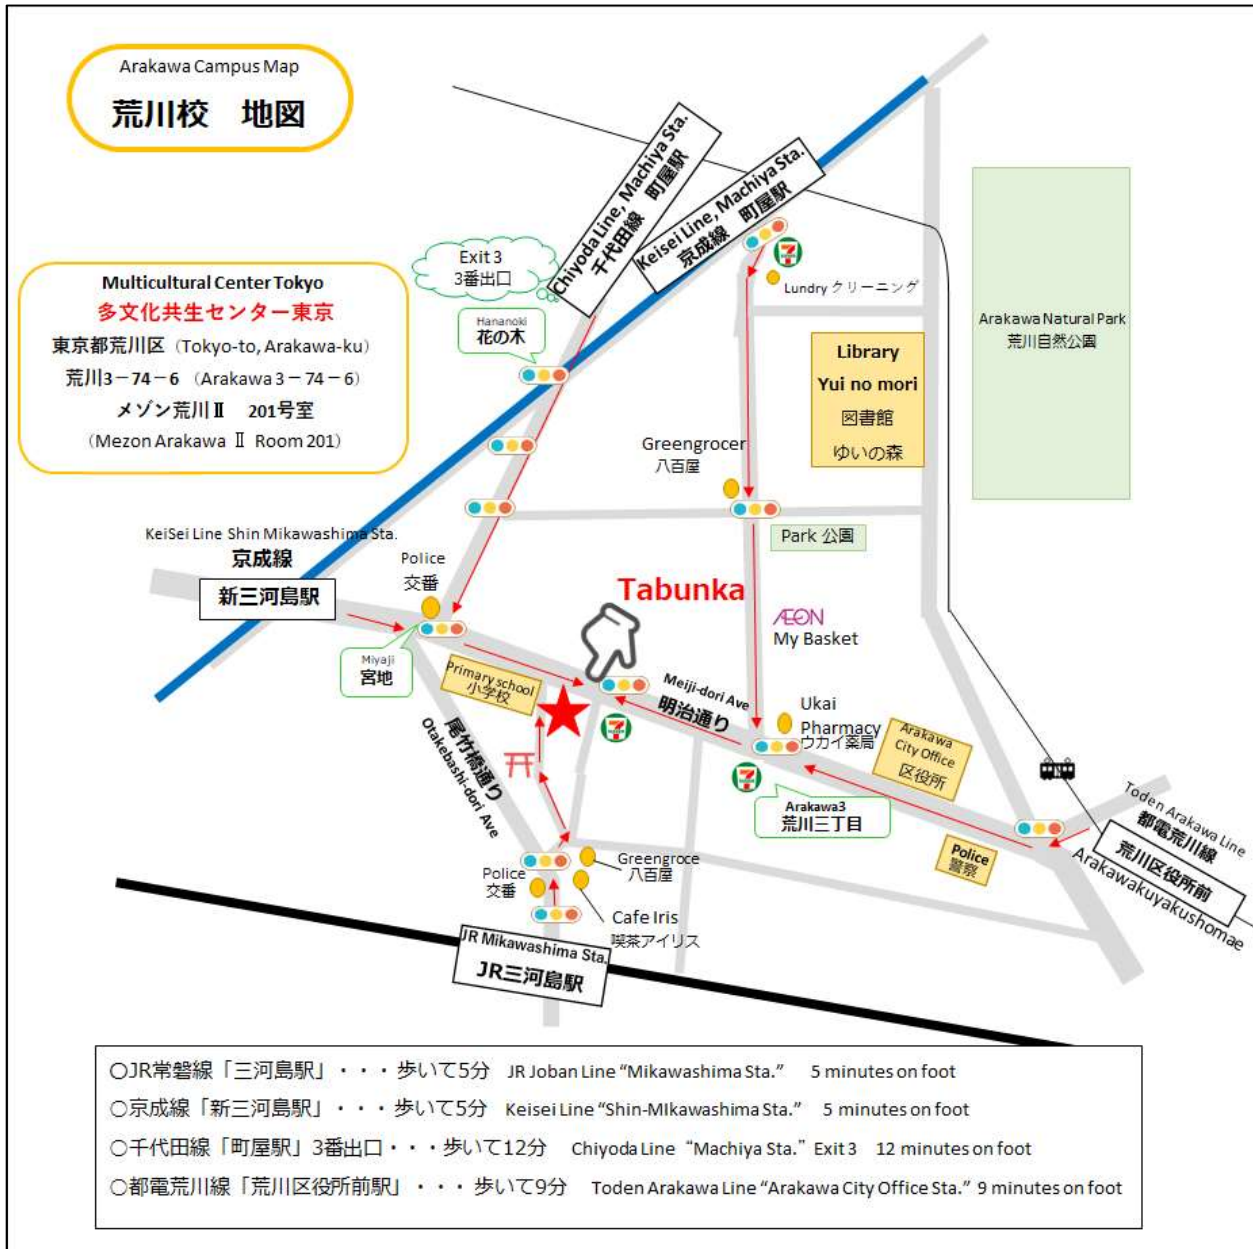 Arakawa Campus Map
荒川校 地図
Multicultural Center Tokyo
多文化共生センター東京
東京都荒川区 (Tokyo-to, Arakawa-ku)
荒川3-74-6 (Arakawa 3-74-6)
メゾン荒川Ⅱ 201号室
(Mezon Arakawa Ⅱ Room 201)
Exit 3
3番出口
Chiyoda Line, Machiya Sta.
千代田線 町屋駅
Keisei Line, Machiya Sta.
京成線 町屋駅
Hananoki
花の木
Lundry クリーニング
Arakawa Natural Park
荒川自然公園
Library
Yui no mori
図書館
ゆいの森
Greengrocer
八百屋
Park 公園
KeiSei Line Shin Mikawashima Sta.
京成線
新三河島駅
Police
交番
Miyaji
宮地
Tabunka
ÆON
My Basket
Primary school
小学校
Meiji-dori Ave
明治通り
Ukai
Pharmacy
ウカイ薬局
Arakawa
City Office
区役所
Arakawa3
荒川三丁目
尾竹橋通り
Otakebashi-dori Ave
Toden Arakawa Line
都電荒川線
荒川区役所前
Arakawakuyakushomae
Police
警察
Greengroce
八百屋
Police
交番
Cafe Iris
喫茶アイリス
JR Mikawashima Sta.
JR三河島駅
○JR常磐線「三河島駅」・・・歩いて5分 JR Joban Line “Mikawashima Sta.” 5 minutes on foot
○京成線「新三河島駅」・・・歩いて5分 Keisei Line “Shin-MIkawashima Sta.” 5 minutes on foot
○千代田線「町屋駅」3番出口・・・歩いて12分 Chiyoda Line “Machiya Sta.” Exit 3 12 minutes on foot
○都電荒川線「荒川区役所前駅」・・・歩いて9分 Toden Arakawa Line “Arakawa City Office Sta.” 9 minutes on foot